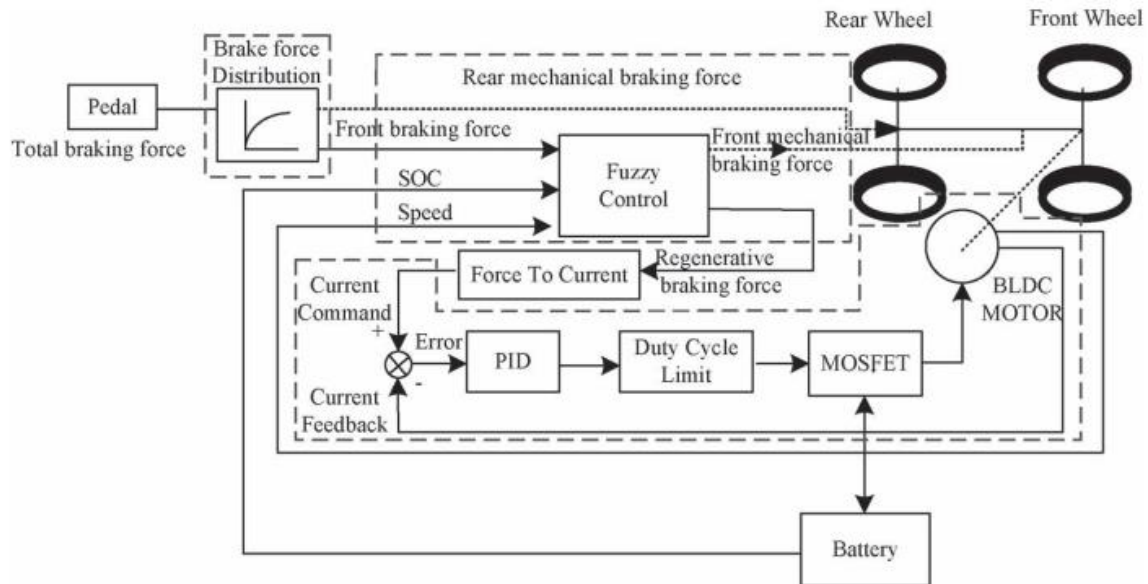 Rear Wheel
Front Wheel
Brake force
Distribution
Rear mechanical braking force
Pedal
Total braking force
Front braking force
Front mechanical
braking force
Fuzzy
Control
SOC
Speed
Force To Current
Regenerative
braking force
BLDC
MOTOR
Current
Command
+
Error
PID
Duty Cycle
Limit
MOSFET
-
Current
Feedback
Battery